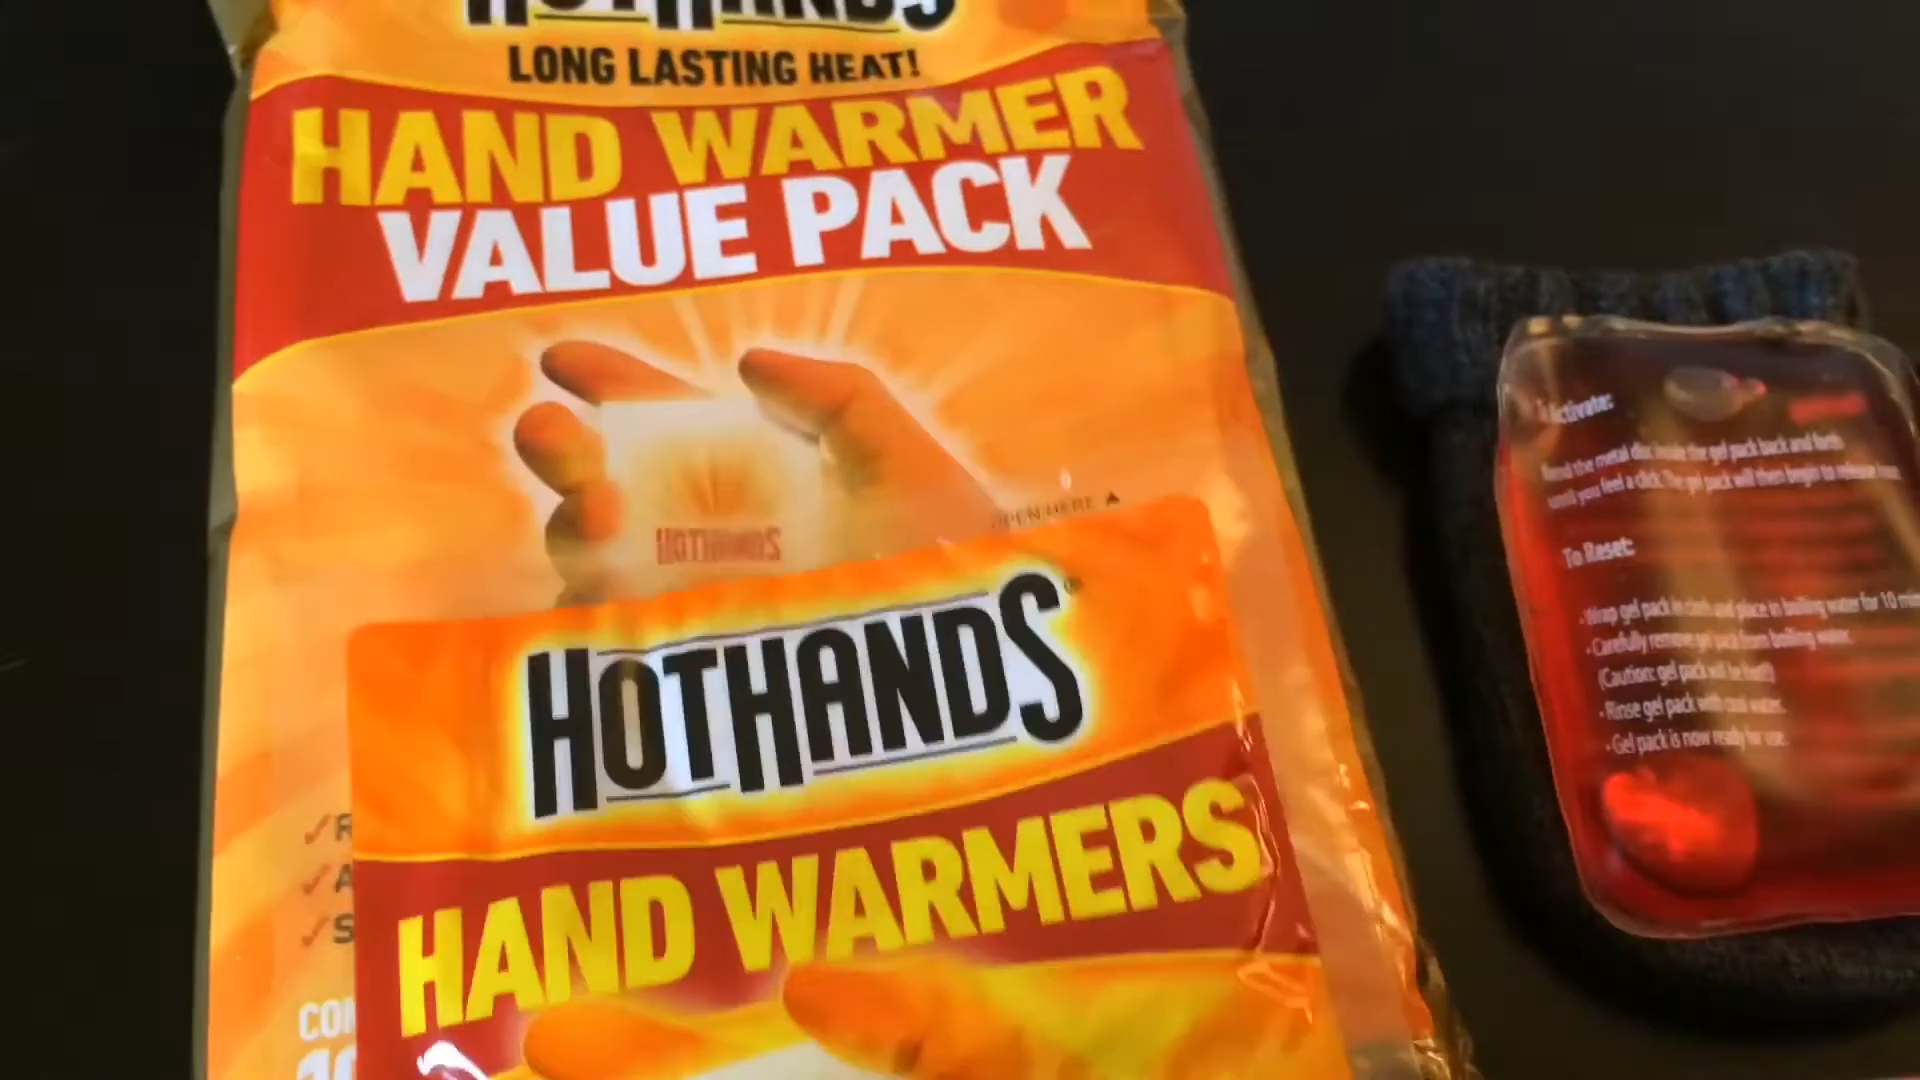 HOTHANDS
LONG LASTING HEAT!
HAND WARMER
VALUE PACK
HOTHANDS
OPEN HERE ▲
HOTHANDS
HAND WARMERS
✓R
✓A
✓S
CON
To Activate:
Bend the metal disc inside the gel pack back and forth
until you feel a click. The gel pack will then begin to release heat
To Reset:
- Wrap gel pack in cloth and place in boiling water for 10 min
- Carefully remove gel pack from boiling water.
(Caution: gel pack will be hot!)
- Rinse gel pack with cool water.
- Gel pack is now ready for use.